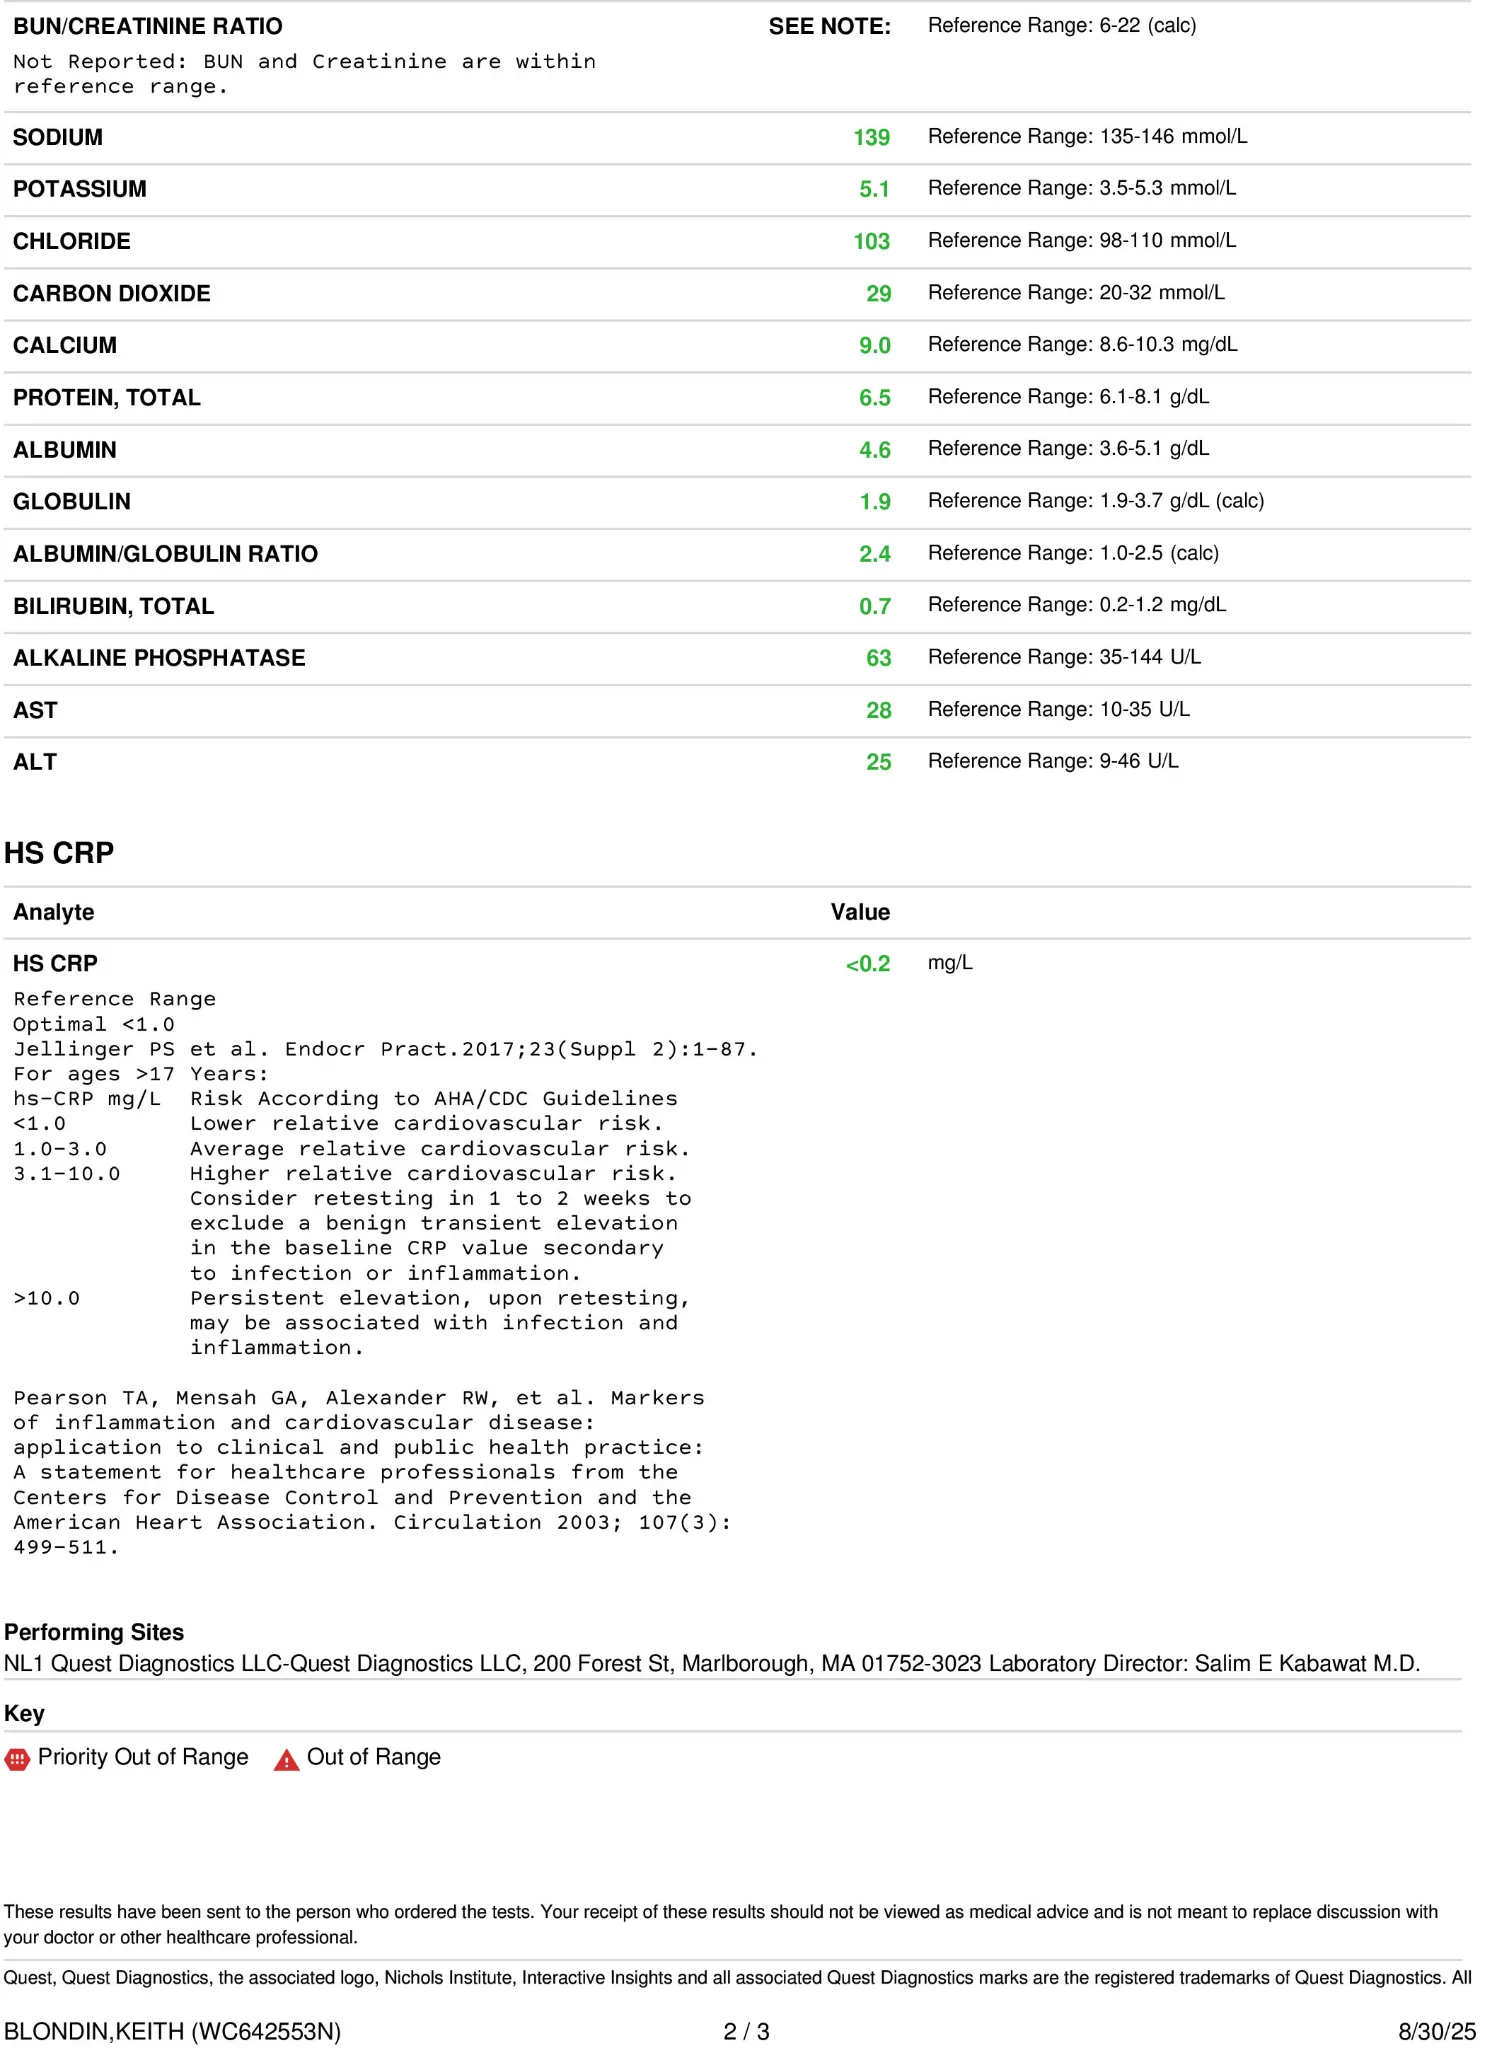 BUN/CREATININE RATIO SEE NOTE: Reference Range: 6-22 (calc)
Not Reported: BUN and Creatinine are within
reference range.
SODIUM 139 Reference Range: 135-146 mmol/L
POTASSIUM 5.1 Reference Range: 3.5-5.3 mmol/L
CHLORIDE 103 Reference Range: 98-110 mmol/L
CARBON DIOXIDE 29 Reference Range: 20-32 mmol/L
CALCIUM 9.0 Reference Range: 8.6-10.3 mg/dL
PROTEIN, TOTAL 6.5 Reference Range: 6.1-8.1 g/dL
ALBUMIN 4.6 Reference Range: 3.6-5.1 g/dL
GLOBULIN 1.9 Reference Range: 1.9-3.7 g/dL (calc)
ALBUMIN/GLOBULIN RATIO 2.4 Reference Range: 1.0-2.5 (calc)
BILIRUBIN, TOTAL 0.7 Reference Range: 0.2-1.2 mg/dL
ALKALINE PHOSPHATASE 63 Reference Range: 35-144 U/L
AST 28 Reference Range: 10-35 U/L
ALT 25 Reference Range: 9-46 U/L
HS CRP
Analyte Value
HS CRP <0.2 mg/L
Reference Range
Optimal <1.0
Jellinger PS et al. Endocr Pract.2017;23(Suppl 2):1-87.
For ages >17 Years:
hs-CRP mg/L Risk According to AHA/CDC Guidelines
<1.0 Lower relative cardiovascular risk.
1.0-3.0 Average relative cardiovascular risk.
3.1-10.0 Higher relative cardiovascular risk.
Consider retesting in 1 to 2 weeks to
exclude a benign transient elevation
in the baseline CRP value secondary
to infection or inflammation.
>10.0 Persistent elevation, upon retesting,
may be associated with infection and
inflammation.
Pearson TA, Mensah GA, Alexander RW, et al. Markers
of inflammation and cardiovascular disease:
application to clinical and public health practice:
A statement for healthcare professionals from the
Centers for Disease Control and Prevention and the
American Heart Association. Circulation 2003; 107(3):
499-511.
Performing Sites
NL1 Quest Diagnostics LLC-Quest Diagnostics LLC, 200 Forest St, Marlborough, MA 01752-3023 Laboratory Director: Salim E Kabawat M.D.
Key
Priority Out of Range Out of Range
These results have been sent to the person who ordered the tests. Your receipt of these results should not be viewed as medical advice and is not meant to replace discussion with
your doctor or other healthcare professional.
Quest, Quest Diagnostics, the associated logo, Nichols Institute, Interactive Insights and all associated Quest Diagnostics marks are the registered trademarks of Quest Diagnostics. All
BLONDIN,KEITH (WC642553N) 2 / 3 8/30/25